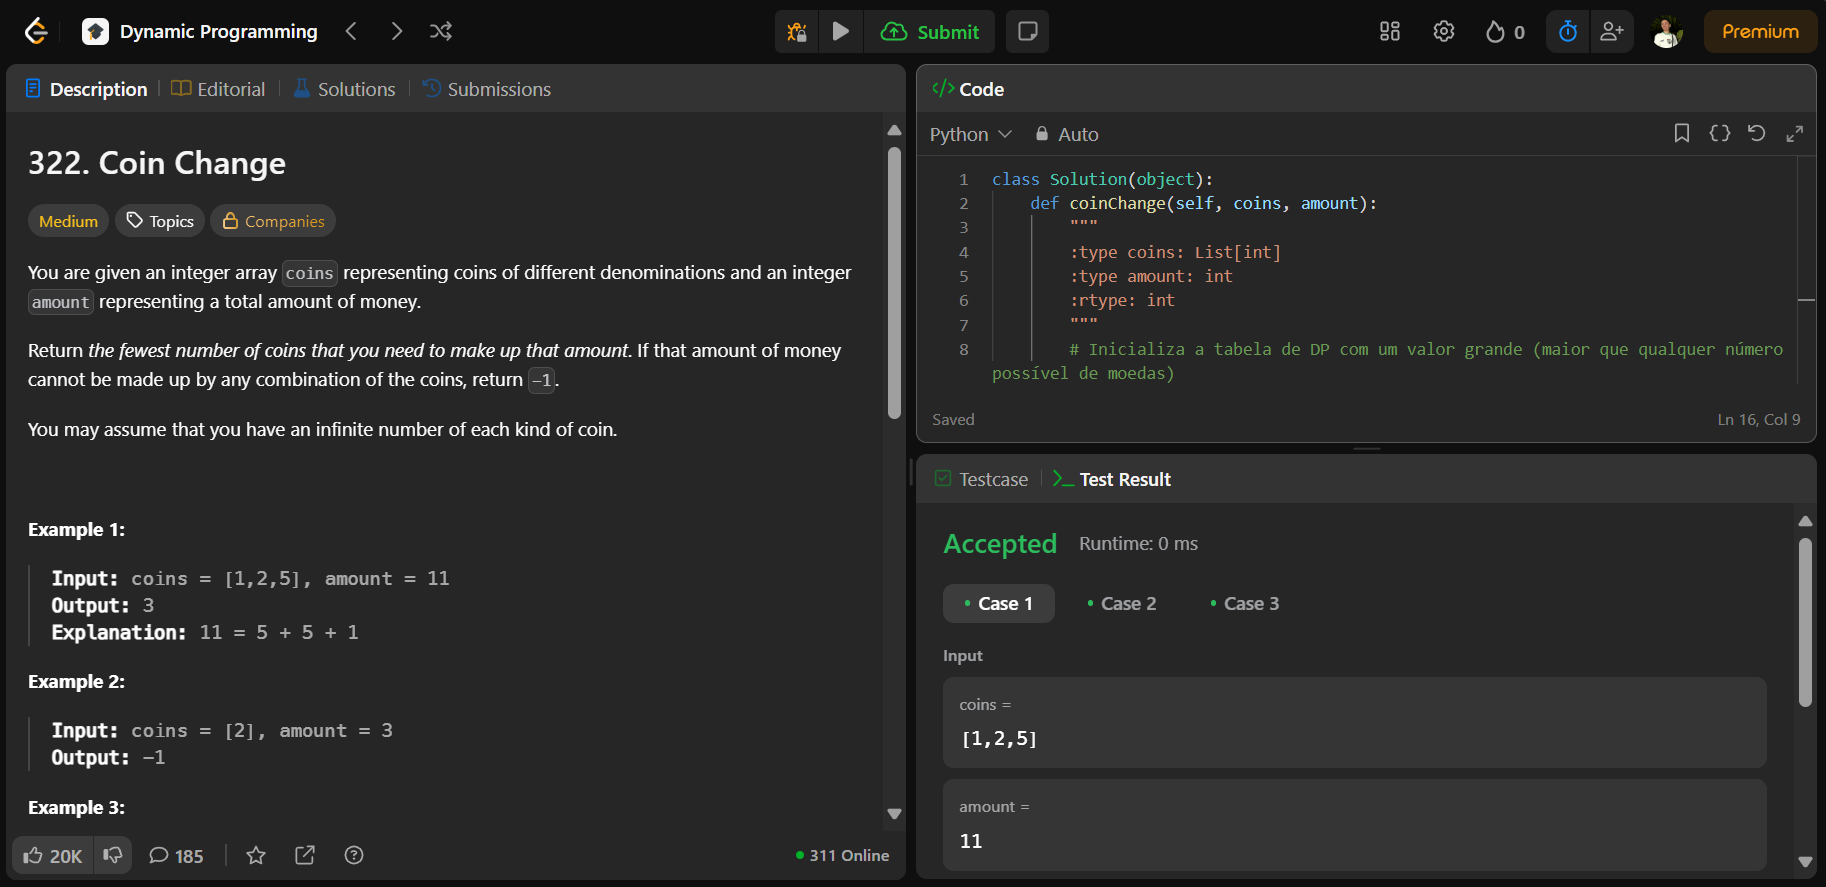 Dynamic Programming
Submit
0
Premium
Description
Editorial
Solutions
Submissions
322. Coin Change
Medium
Topics
Companies
You are given an integer array coins representing coins of different denominations and an integer
amount representing a total amount of money.
Return the fewest number of coins that you need to make up that amount. If that amount of money
cannot be made up by any combination of the coins, return -1.
You may assume that you have an infinite number of each kind of coin.
Example 1:
Input: coins = [1,2,5], amount = 11
Output: 3
Explanation: 11 = 5 + 5 + 1
Example 2:
Input: coins = [2], amount = 3
Output: -1
Example 3:
20K
185
311 Online
</> Code
Python
Auto
1 class Solution(object):
2 def coinChange(self, coins, amount):
3 """
4 :type coins: List[int]
5 :type amount: int
6 :rtype: int
7 """
8 # Inicializa a tabela de DP com um valor grande (maior que qualquer número
possível de moedas)
Saved
Ln 16, Col 9
Testcase
Test Result
Accepted
Runtime: 0 ms
Case 1
Case 2
Case 3
Input
coins =
[1,2,5]
amount =
11